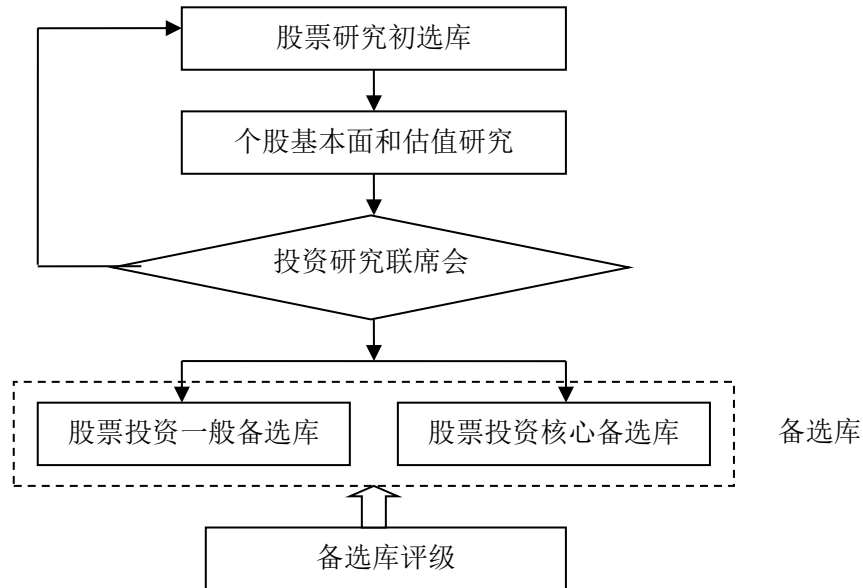 股票研究初选库
个股基本面和估值研究
投资研究联席会
股票投资一般备选库
股票投资核心备选库
备选库
备选库评级